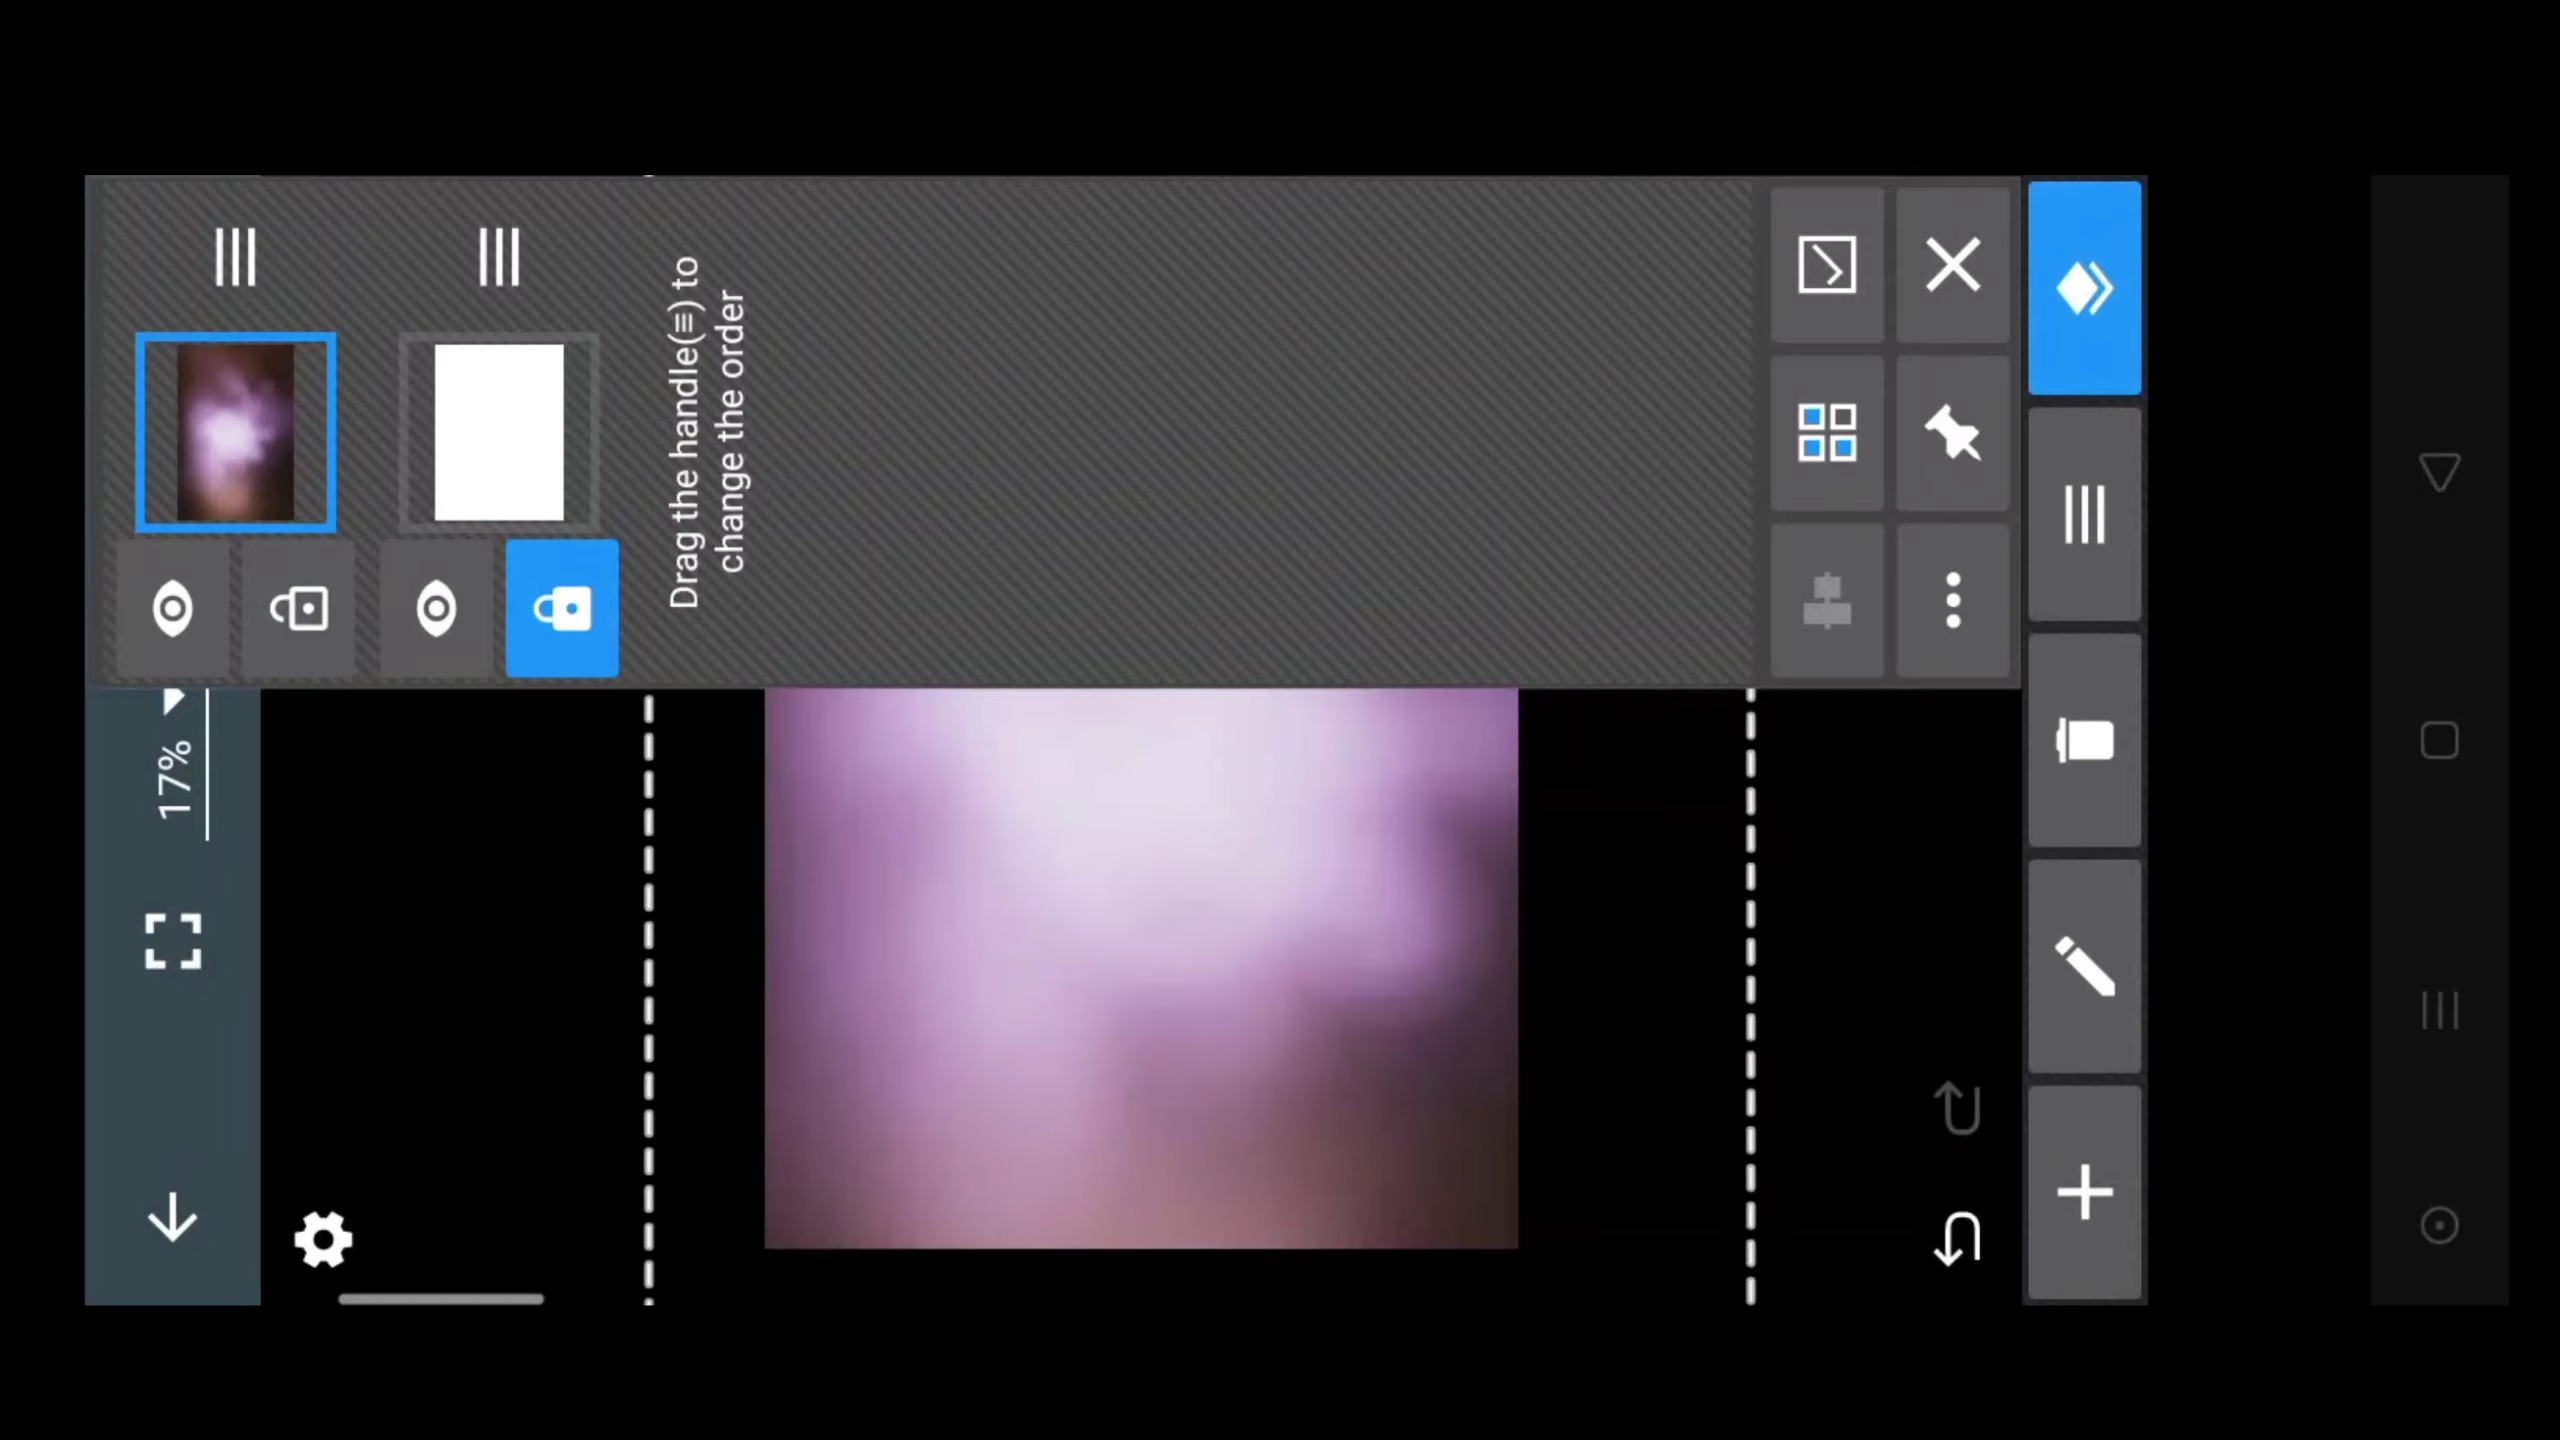 Drag the handle(≡) to
change the order
17%